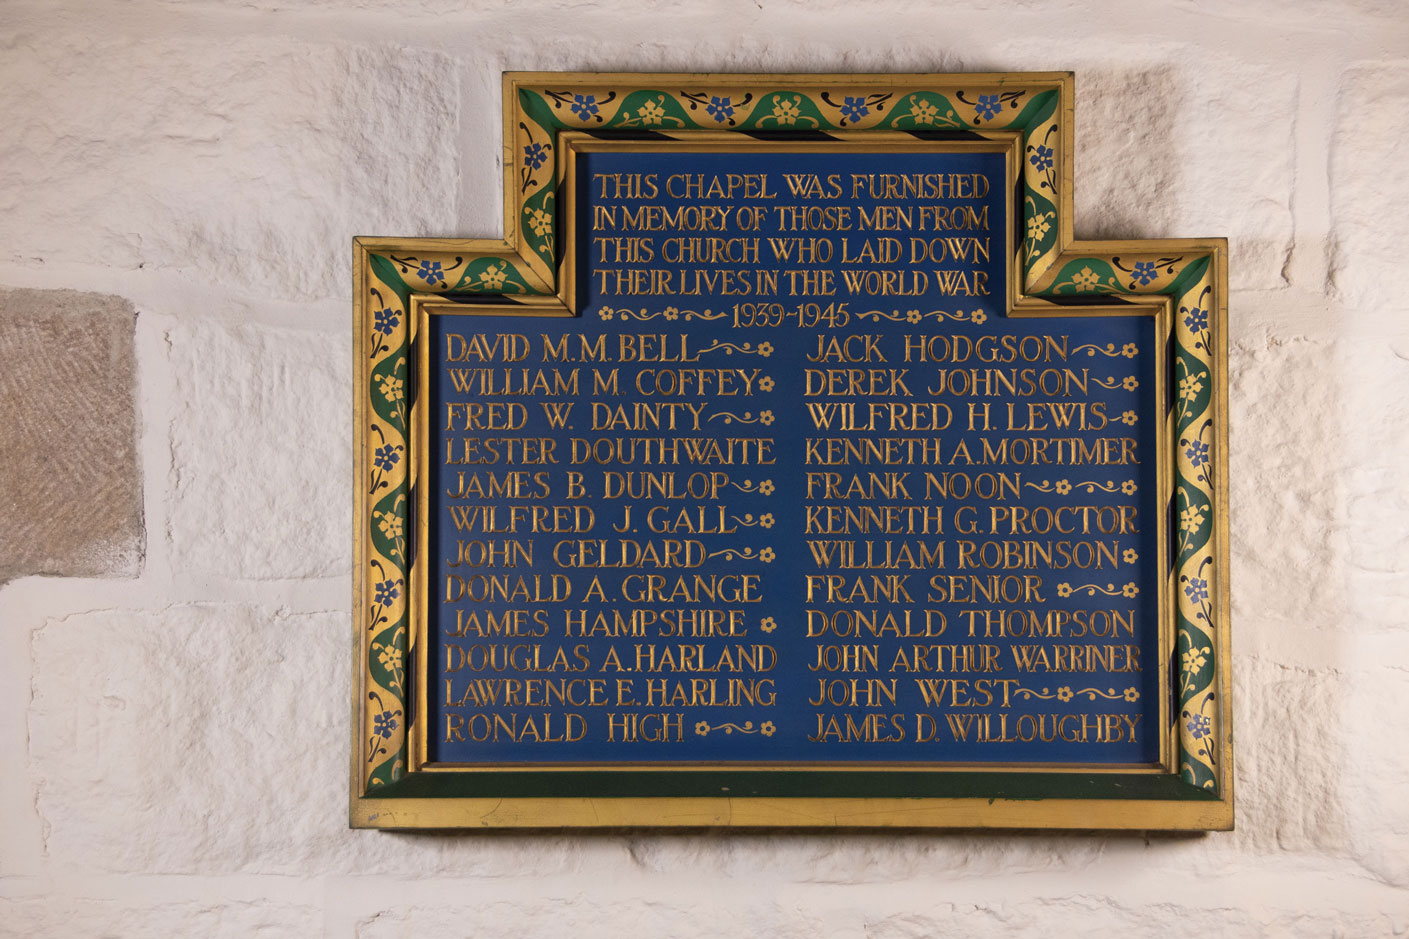 THIS CHAPEL WAS FURNISHED
IN MEMORY OF THOSE MEN FROM
THIS CHURCH WHO LAID DOWN
THEIR LIVES IN THE WORLD WAR
1939-1945
DAVID M. M. BELL
WILLIAM M. COFFEY
FRED W. DAINTY
LESTER DOUTHWAITE
JAMES B. DUNLOP
WILFRED J. GALL
JOHN GELDARD
DONALD A. GRANGE
JAMES HAMPSHIRE
DOUGLAS A. HARLAND
LAWRENCE E. HARLING
RONALD HIGH
JACK HODGSON
DEREK JOHNSON
WILFRED H. LEWIS
KENNETH A. MORTIMER
FRANK NOON
KENNETH G. PROCTOR
WILLIAM ROBINSON
FRANK SENIOR
DONALD THOMPSON
JOHN ARTHUR WARRINER
JOHN WEST
JAMES D. WILLOUGHBY